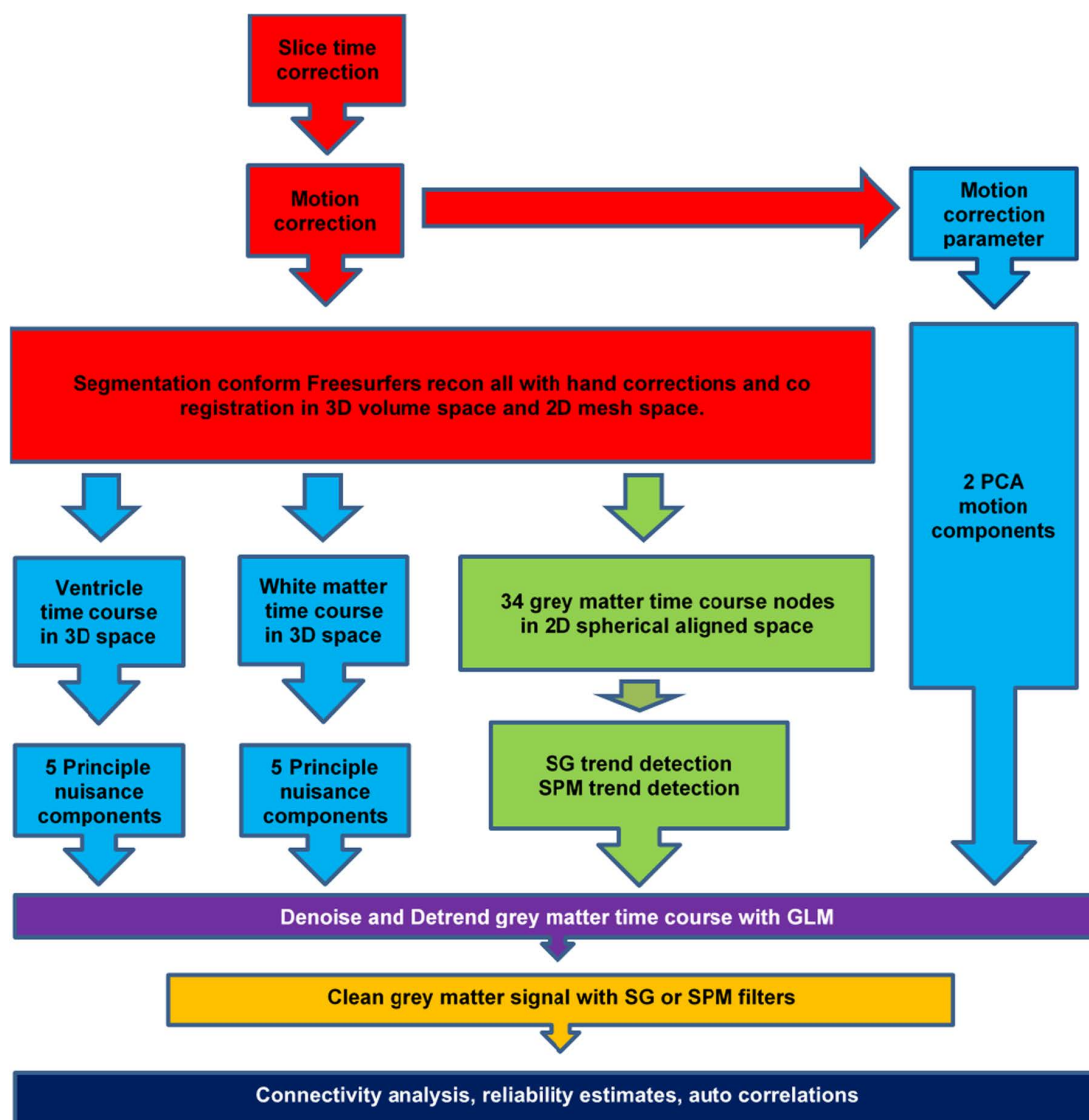 Slice time
correction
Motion
correction
Motion
correction
parameter
Segmentation conform Freesurfers recon all with hand corrections and co
registration in 3D volume space and 2D mesh space.
2 PCA
motion
components
Ventricle
time course
in 3D space
White matter
time course
in 3D space
34 grey matter time course nodes
in 2D spherical aligned space
5 Principle
nuisance
components
5 Principle
nuisance
components
SG trend detection
SPM trend detection
Denoise and Detrend grey matter time course with GLM
Clean grey matter signal with SG or SPM filters
Connectivity analysis, reliability estimates, auto correlations